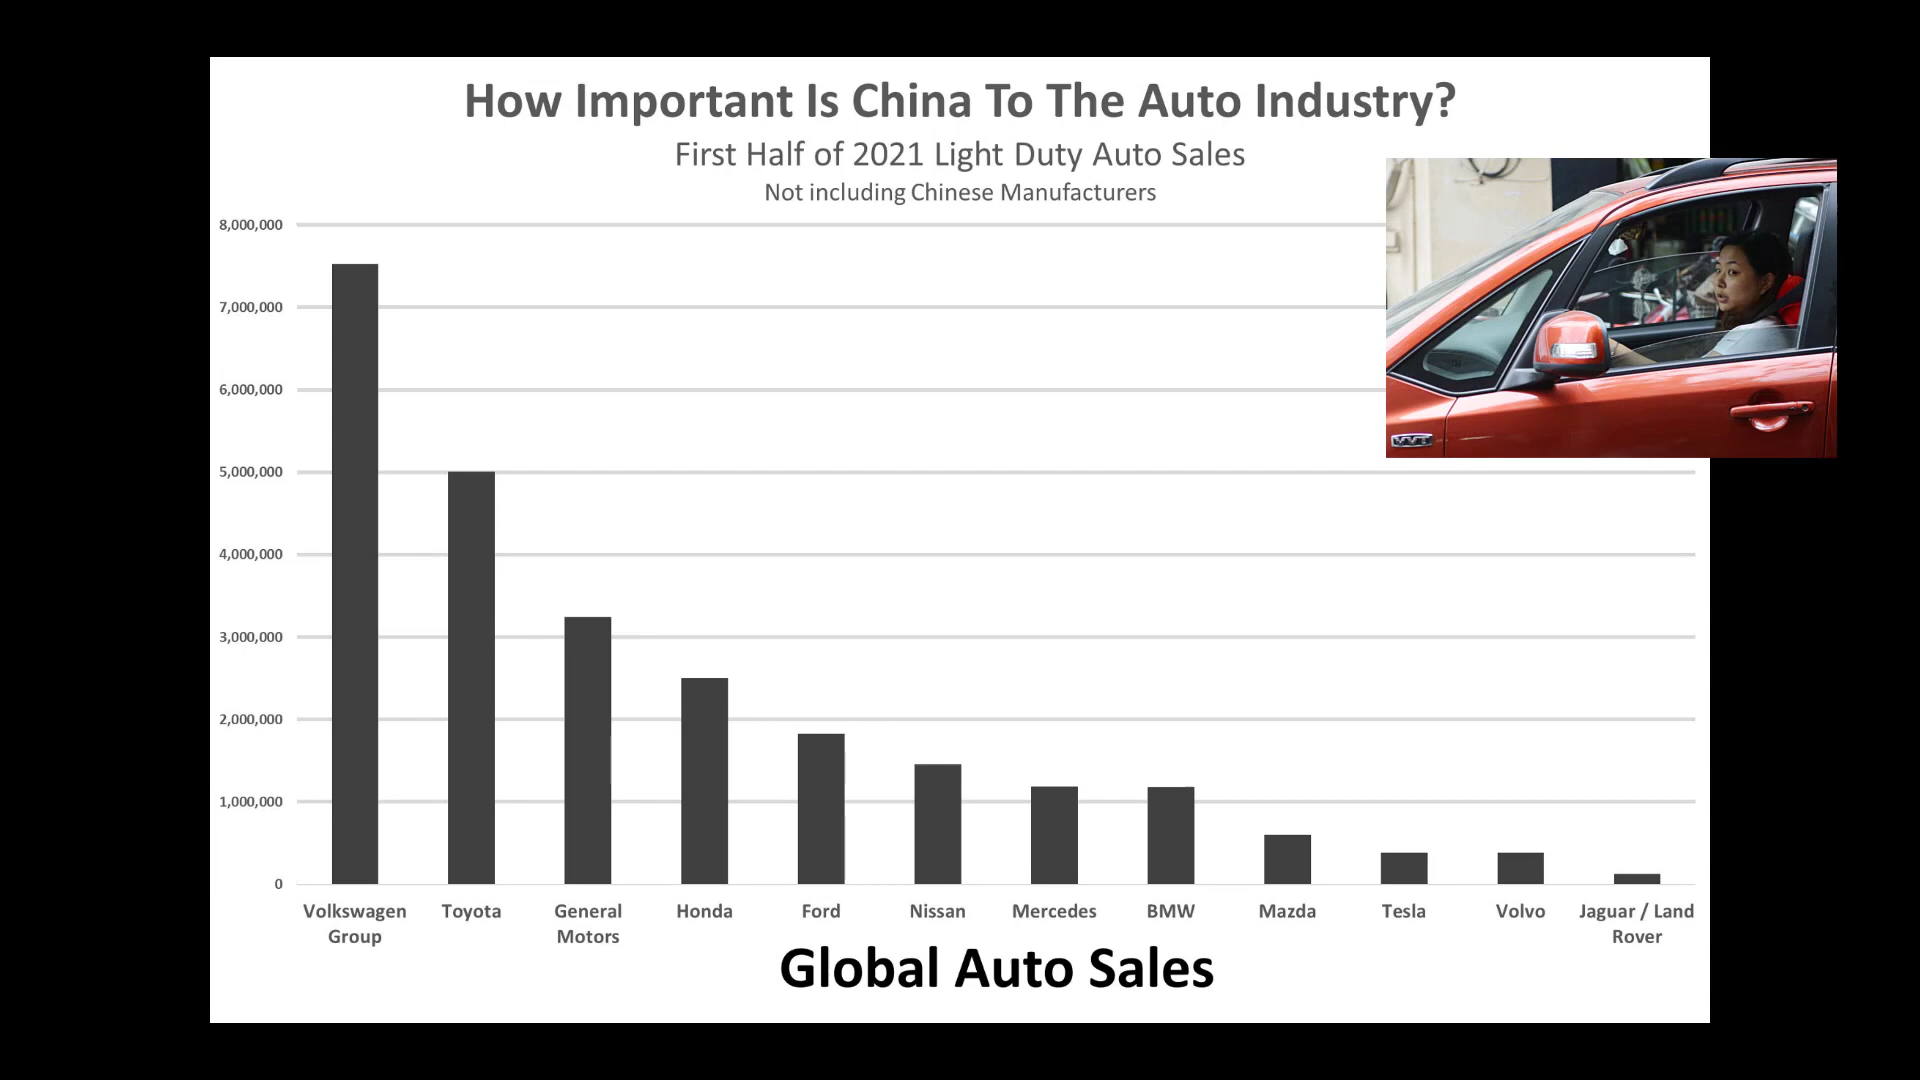 How Important Is China To The Auto Industry?
First Half of 2021 Light Duty Auto Sales
Not including Chinese Manufacturers
8,000,000
7,000,000
6,000,000
5,000,000
4,000,000
3,000,000
2,000,000
1,000,000
0
VVT
Volkswagen Group
Toyota
General Motors
Honda
Ford
Nissan
Mercedes
BMW
Mazda
Tesla
Volvo
Jaguar / Land Rover
Global Auto Sales